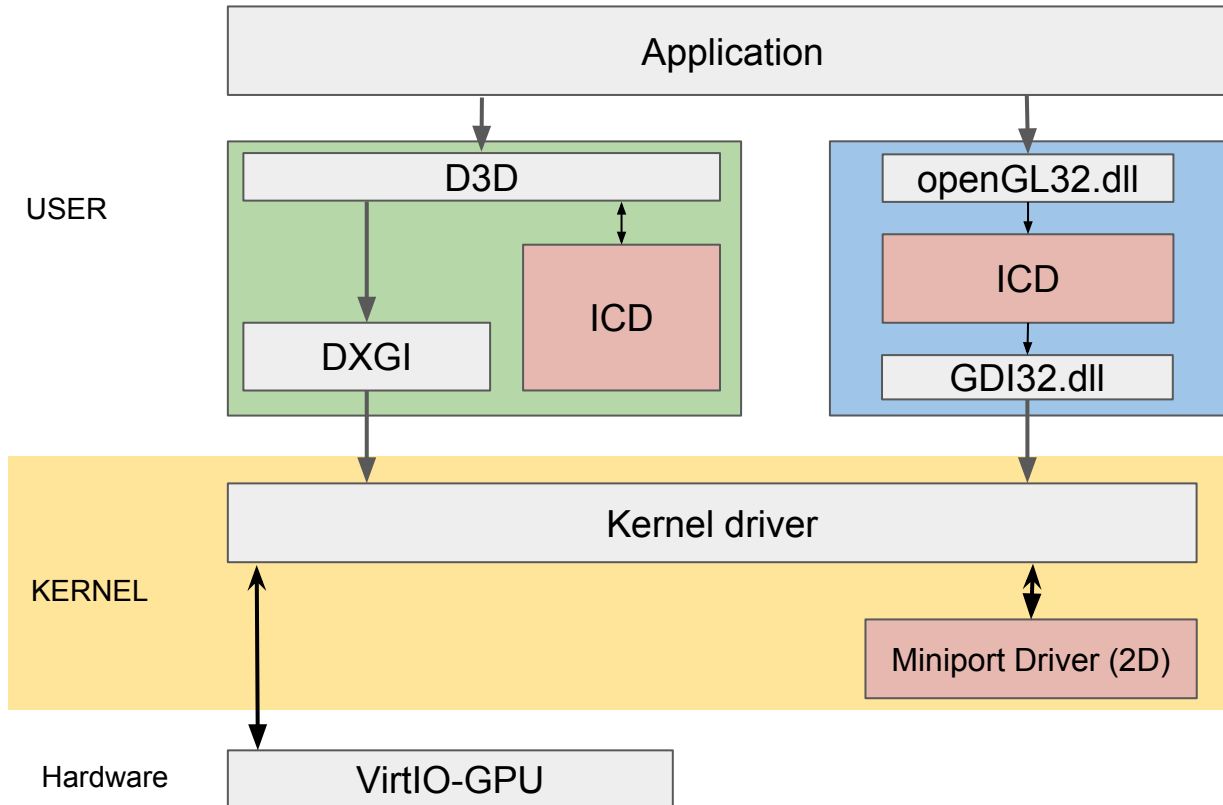 Application
USER
D3D
ICD
DXGI
openGL32.dll
ICD
GDI32.dll
KERNEL
Kernel driver
Miniport Driver (2D)
Hardware
VirtIO-GPU